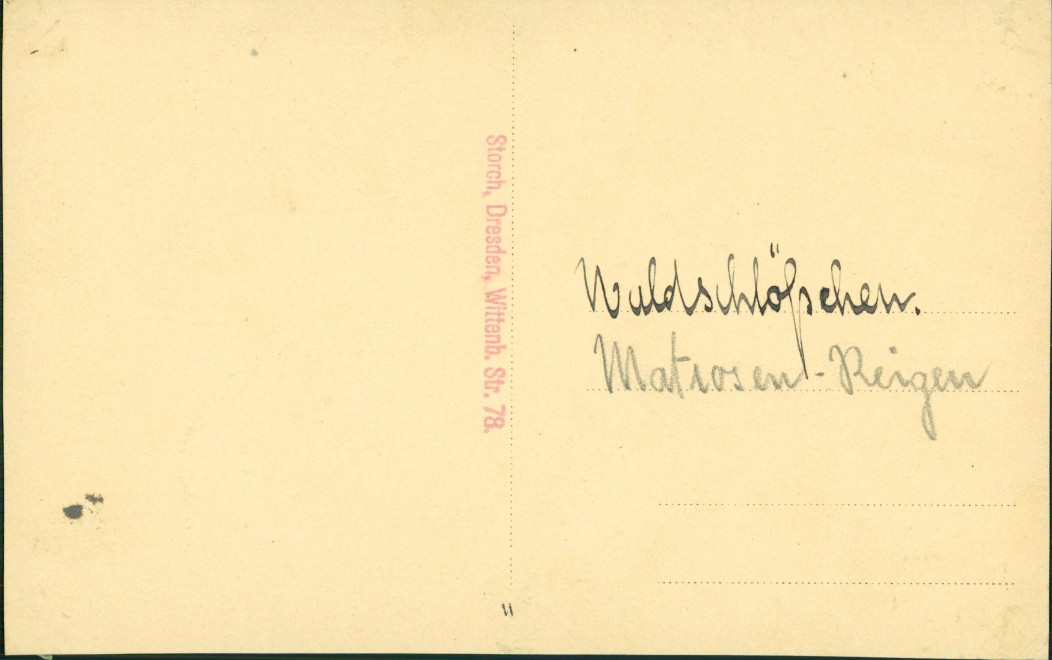 Storch, Dresden, Wittenb. Str. 78.
Waldschlößchen.
Matrosen-Reigen